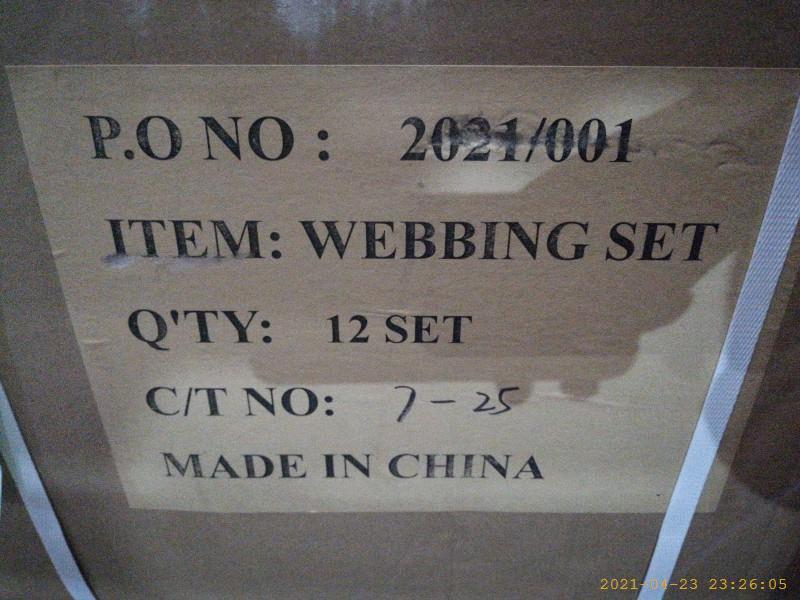 P.O NO : 2021/001
ITEM: WEBBING SET
Q'TY: 12 SET
C/T NO: 7-25
MADE IN CHINA
2021-04-23 23:26:05